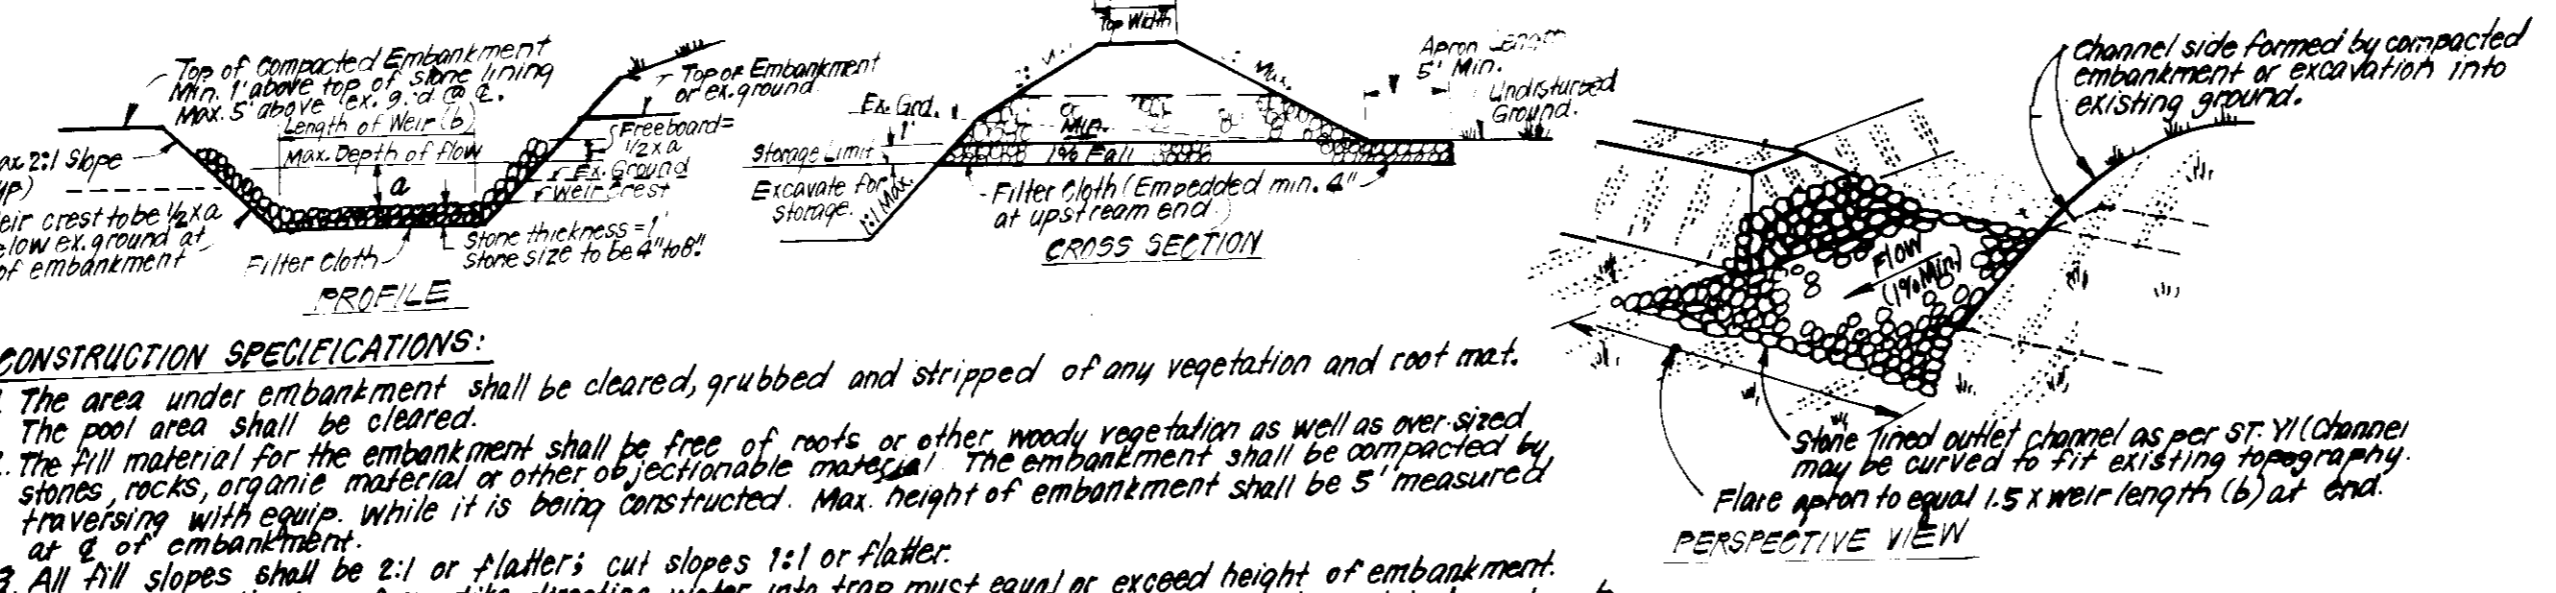 Top of Compacted Embankment
Min. 1' above top of stone lining
Max. 5' above ex. g. d @ ℄.
Length of Weir (b)
Max. Depth of flow
a
Max 2:1 Slope
Weir crest to be 1/2 x a
below ex. ground at
of embankment
Filter Cloth
Top of Embankment
or ex. ground
Freeboard=
1/2 x a
Ex. Ground
Weir Crest
Stone thickness = 1'
Stone size to be 4" to 8".
PROFILE
Top Width
Ex. Grd.
1'
Storage Limit
Excavate for
storage.
1:1 Max.
Max.
Min.
1% Fall
Apron Length
5' Min.
Undisturbed
Ground.
Filter Cloth (Embedded min. 4"
at upstream end)
CROSS SECTION
Channel side formed by compacted
embankment or excavation into
existing ground.
FLOW
(1% Min.)
Stone lined outlet channel as per ST. VI (Channel
may be curved to fit existing topography.
Flare apron to equal 1.5 x weir length (b) at end.
PERSPECTIVE VIEW
CONSTRUCTION SPECIFICATIONS:
The area under embankment shall be cleared, grubbed and stripped of any vegetation and root mat.
The pool area shall be cleared.
2. The fill material for the embankment shall be free of roots or other woody vegetation as well as over-sized
stones, rocks, organic material or other objectionable material. The embankment shall be compacted by
traversing with equip. while it is being constructed. Max. height of embankment shall be 5' measured
at ℄ of embankment.
3. All fill slopes shall be 2:1 or flatter; cut slopes 1:1 or flatter.
directing water into trap must equal or exceed height of embankment.